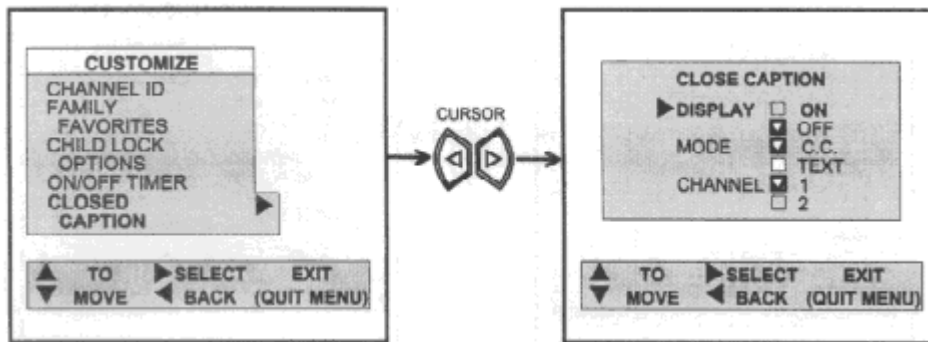 CUSTOMIZE
CHANNEL ID
FAMILY
FAVORITES
CHILD LOCK
OPTIONS
ON/OFF TIMER
CLOSED
CAPTION
TO SELECT EXIT
MOVE BACK (QUIT MENU)
CURSOR
CLOSE CAPTION
DISPLAY ON
OFF
MODE C.C.
TEXT
CHANNEL 1
2
TO SELECT EXIT
MOVE BACK (QUIT MENU)